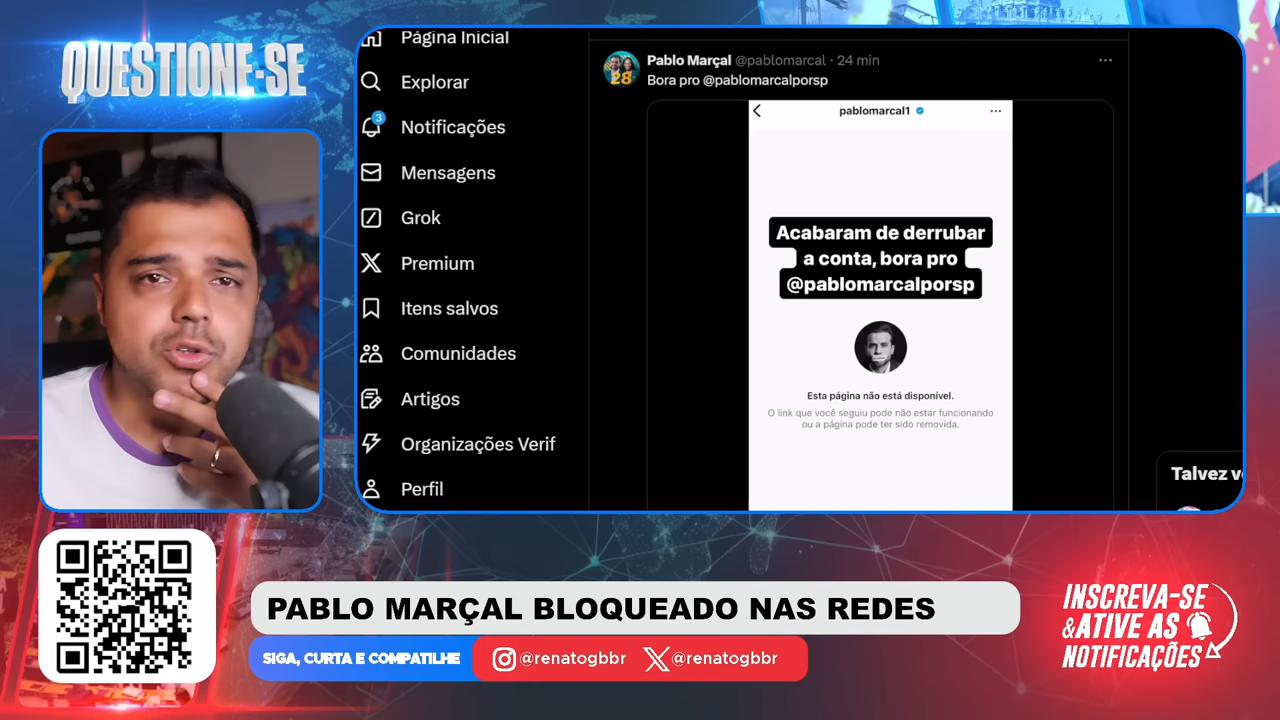 QUESTIONE-SE
Página Inicial
Explorar
3
Notificações
Mensagens
Grok
Premium
Itens salvos
Comunidades
Artigos
Organizações Verif
Perfil
Pablo Marçal @pablomarcal · 24 min
Bora pro @pablomarcalporsp
28
pablomarcal1
Acabaram de derrubar
a conta, bora pro
@pablomarcalporsp
Esta página não está disponível.
O link que você seguiu pode não estar funcionando
ou a página pode ter sido removida.
Talvez v
PABLO MARÇAL BLOQUEADO NAS REDES
SIGA, CURTA E COMPATILHE
@renatogbbr
@renatogbbr
INSCREVA-SE
&ATIVE AS
NOTIFICAÇÕES